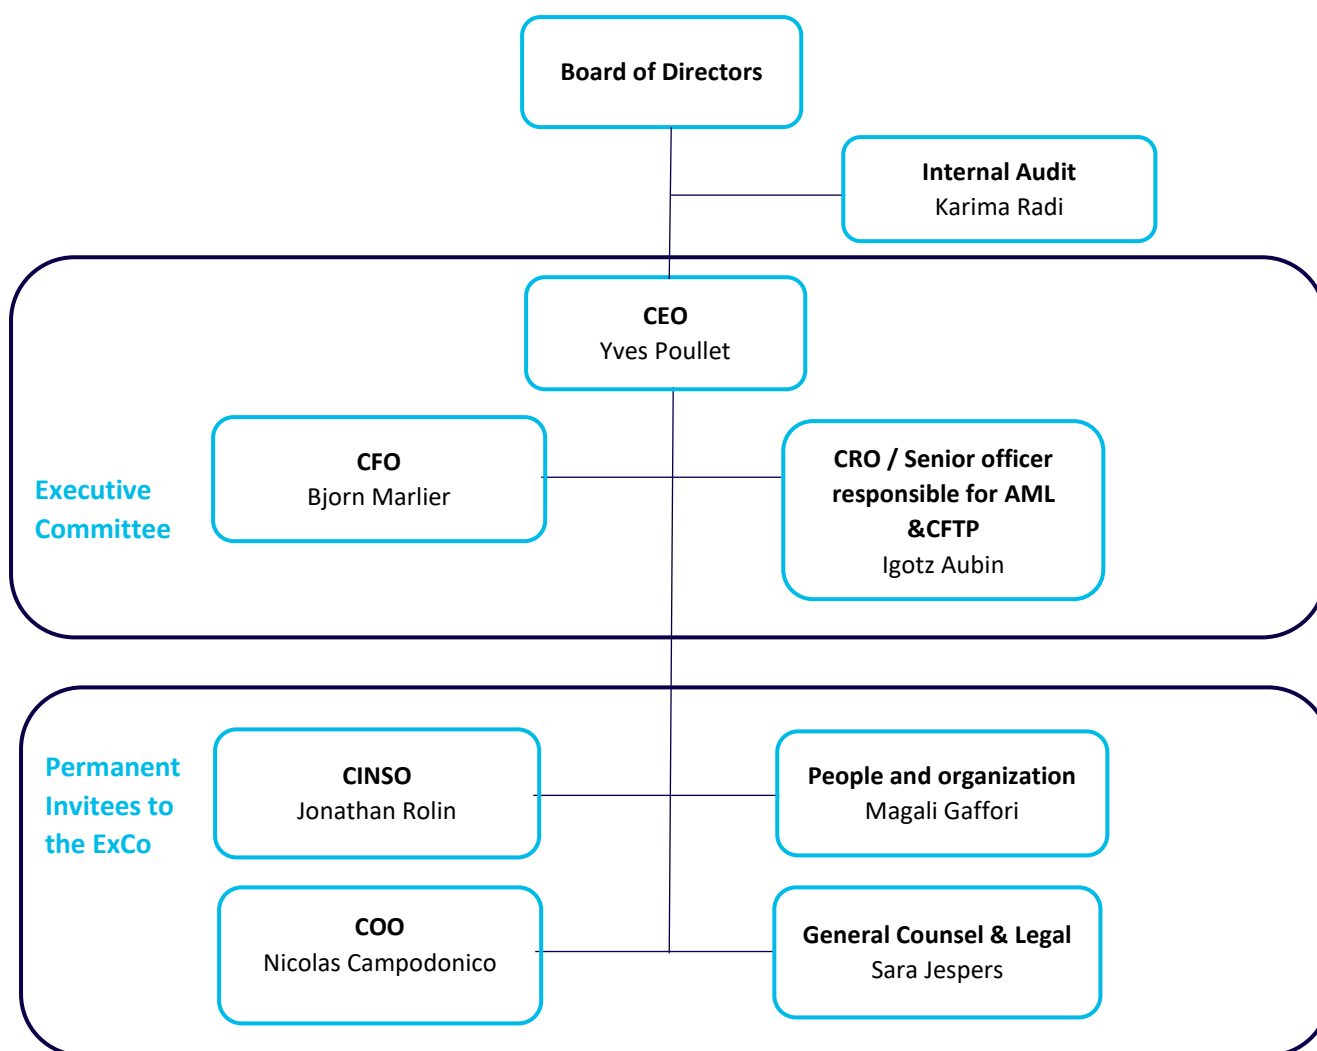 Board of Directors
Internal Audit
Karima Radi
CEO
Yves Poullet
CFO
Bjorn Marlier
CRO / Senior officer
responsible for AML
&CFTP
Igotz Aubin
Executive
Committee
Permanent
Invitees to
the ExCo
CINSO
Jonathan Rolin
People and organization
Magali Gaffori
COO
Nicolas Campodonico
General Counsel & Legal
Sara Jespers